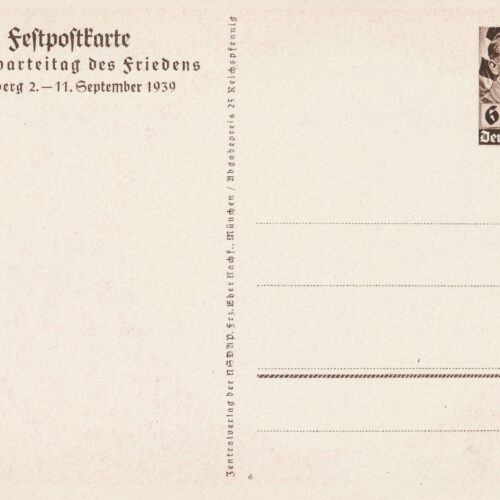 Festpostkarte
parteitag des Friedens
berg 2.—11. September 1939
Zentralverlag der NSDAP. Frz. Eher Nachf., München / Abgabepreis 25 Reichspfennig
6
Deu